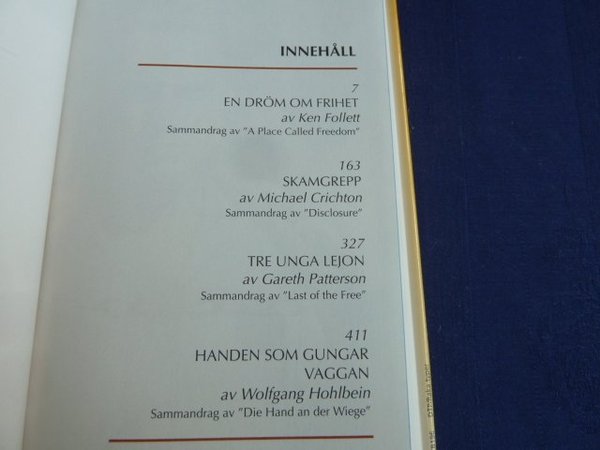 INNEHÅLL
7
EN DRÖM OM FRIHET
av Ken Follett
Sammandrag av "A Place Called Freedom"
163
SKAMGREPP
av Michael Crichton
Sammandrag av "Disclosure"
327
TRE UNGA LEJON
av Gareth Patterson
Sammandrag av "Last of the Free"
411
HANDEN SOM GUNGAR
VAGGAN
av Wolfgang Hohlbein
Sammandrag av "Die Hand an der Wiege"